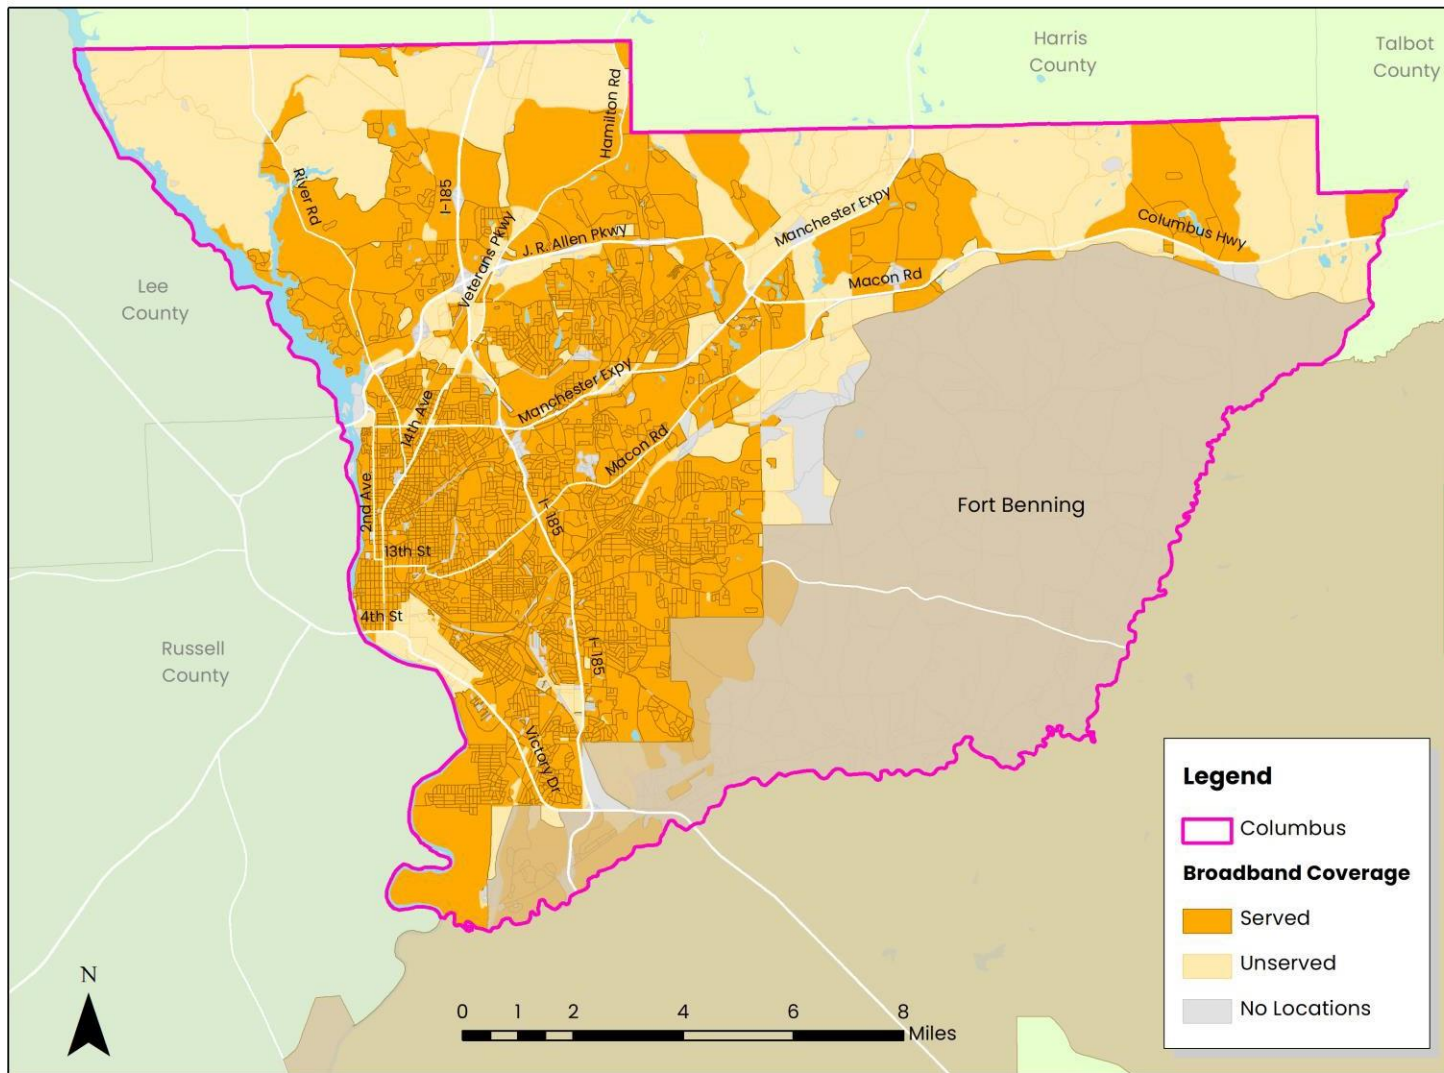 Harris
County
Talbot
County
Hamilton Rd
River Rd
I-185
Veterans Pkwy
J. R. Allen Pkwy
Manchester Expy
Columbus Hwy
Macon Rd
Lee
County
Manchester Expy
14th Ave
Macon Rd
2nd Ave
I-185
Fort Benning
13th St
4th St
I-185
Russell
County
Victory Dr
Legend
Columbus
Broadband Coverage
Served
Unserved
No Locations
N
0 1 2 4 6 8
Miles